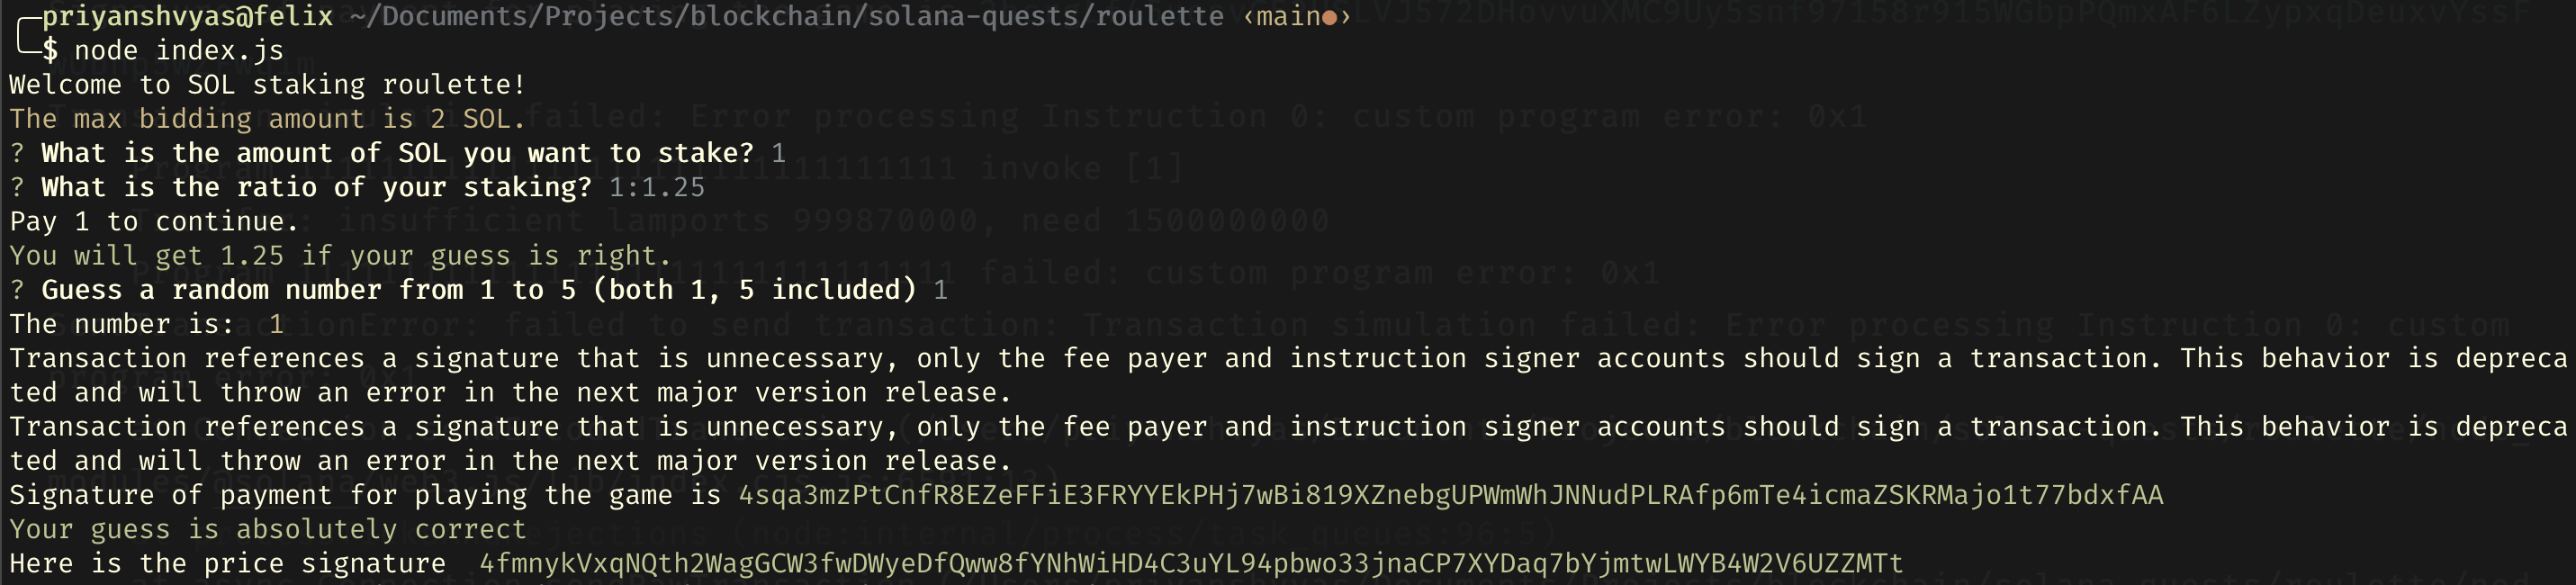 priyanshvyas@felix ~/Documents/Projects/blockchain/solana-quests/roulette ‹main●›
$ node index.js
Welcome to SOL staking roulette!
The max bidding amount is 2 SOL.
? What is the amount of SOL you want to stake? 1
? What is the ratio of your staking? 1:1.25
Pay 1 to continue.
You will get 1.25 if your guess is right.
? Guess a random number from 1 to 5 (both 1, 5 included) 1
The number is:  1
Transaction references a signature that is unnecessary, only the fee payer and instruction signer accounts should sign a transaction. This behavior is depreca
ted and will throw an error in the next major version release.
Transaction references a signature that is unnecessary, only the fee payer and instruction signer accounts should sign a transaction. This behavior is depreca
ted and will throw an error in the next major version release.
Signature of payment for playing the game is 4sqa3mzPtCnfR8EZeFFiE3FRYYEkPHj7wBi819XZnebgUPWmWhJNNudPLRAfp6mTe4icmaZSKRMajo1t77bdxfAA
Your guess is absolutely correct
Here is the price signature  4fmnykVxqNQth2WagGCW3fwDWyeDfQww8fYNhWiHD4C3uYL94pbwo33jnaCP7XYDaq7bYjmtwLWYB4W2V6UZZMTt